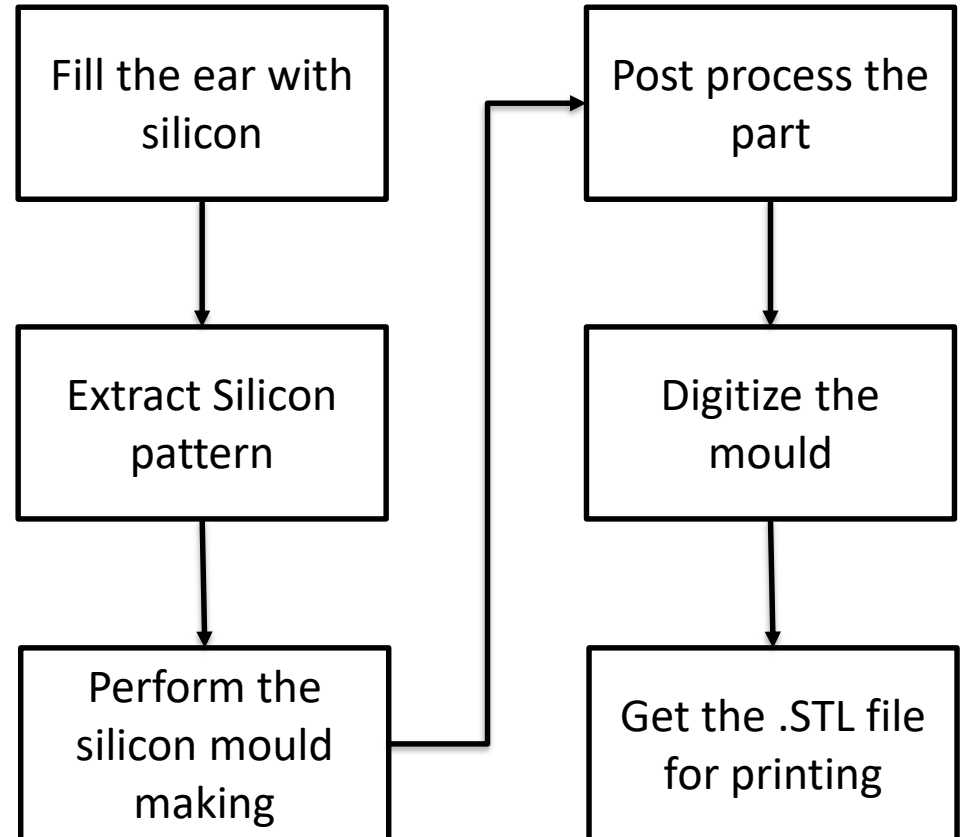 Fill the ear with
silicon
Extract Silicon
pattern
Perform the
silicon mould
making
Post process the
part
Digitize the
mould
Get the .STL file
for printing